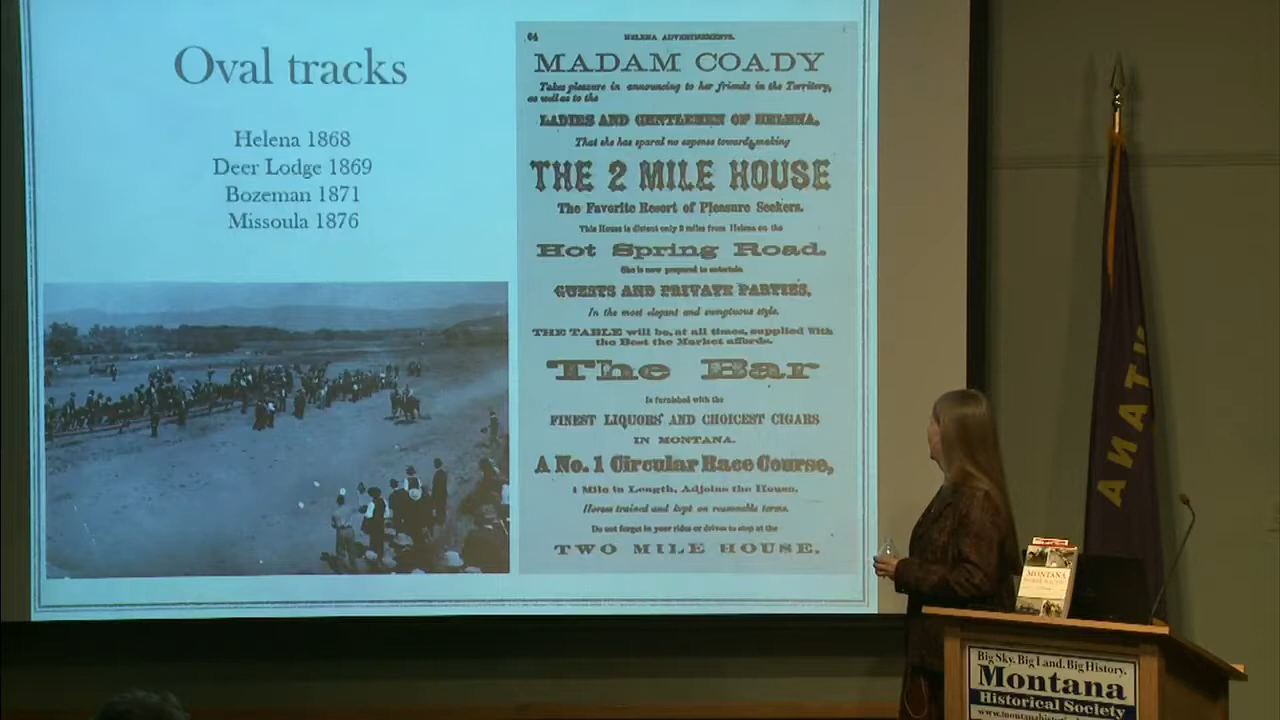 Oval tracks
Helena 1868
Deer Lodge 1869
Bozeman 1871
Missoula 1876
64
HELENA ADVERTISEMENTS.
MADAM COADY
Takes pleasure in announcing to her friends in the Territory,
as well as to the
LADIES AND GENTLEMEN OF HELENA,
That she has spared no expense towards making
THE 2 MILE HOUSE
The Favorite Resort of Pleasure Seekers.
This House is distant only 2 miles from Helena on the
Hot Spring Road.
She is now prepared to entertain
GUESTS AND PRIVATE PARTIES,
In the most elegant and sumptuous style.
THE TABLE will be, at all times, supplied With
the Best the Market affords.
The Bar
Is furnished with the
FINEST LIQUORS AND CHOICEST CIGARS
IN MONTANA.
A No. 1 Circular Race Course,
1 Mile in Length, Adjoins the House.
Horses trained and kept on reasonable terms.
Do not forget in your rides or drives to stop at the
TWO MILE HOUSE.
NTANA
MONTANA
Big Sky. Big Land. Big History.
Montana
Historical Society